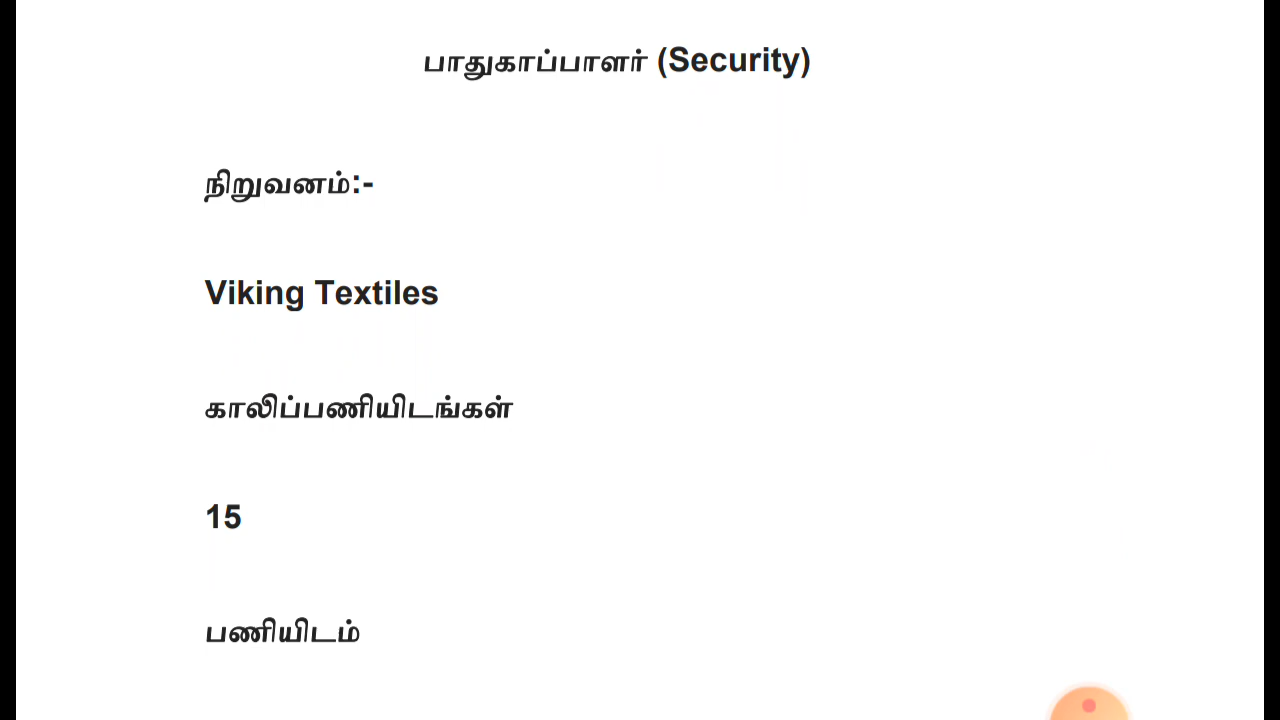 பாதுகாப்பாளர் (Security)
நிறுவனம்:-
Viking Textiles
காலிப்பணியிடங்கள்
15
பணியிடம்